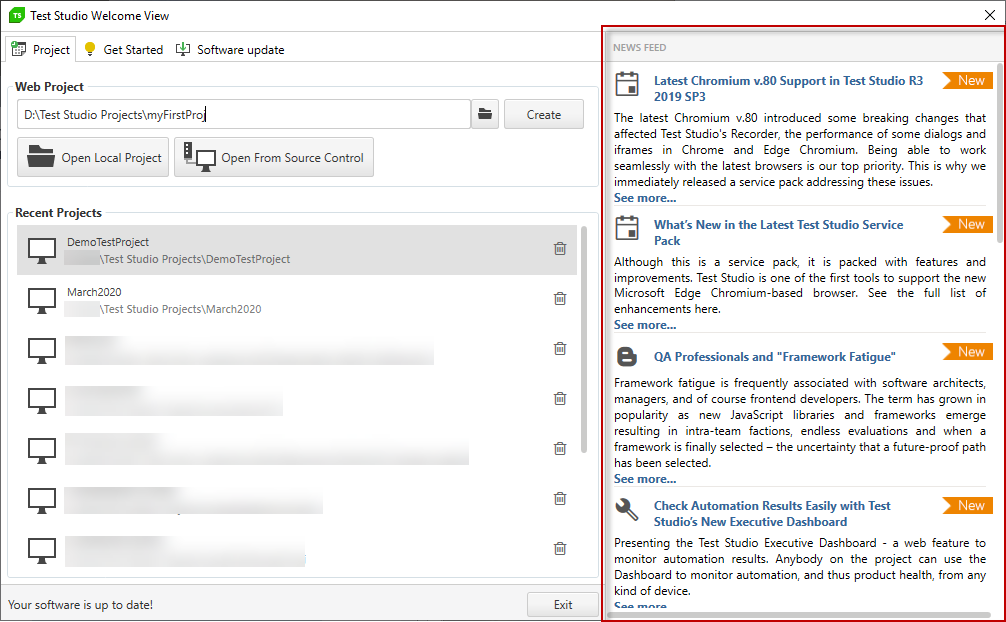 TS Test Studio Welcome View
Project Get Started Software update
Web Project
D:\Test Studio Projects\myFirstProj
Create
Open Local Project Open From Source Control
Recent Projects
DemoTestProject
\Test Studio Projects\DemoTestProject
March2020
\Test Studio Projects\March2020
Your software is up to date!
Exit
NEWS FEED
Latest Chromium v.80 Support in Test Studio R3
2019 SP3
New
The latest Chromium v.80 introduced some breaking changes that
affected Test Studio's Recorder, the performance of some dialogs and
iframes in Chrome and Edge Chromium. Being able to work
seamlessly with the latest browsers is our top priority. This is why we
immediately released a service pack addressing these issues.
See more...
What's New in the Latest Test Studio Service
Pack
New
Although this is a service pack, it is packed with features and
improvements. Test Studio is one of the first tools to support the new
Microsoft Edge Chromium-based browser. See the full list of
enhancements here.
See more...
QA Professionals and "Framework Fatigue"
New
Framework fatigue is frequently associated with software architects,
managers, and of course frontend developers. The term has grown in
popularity as new JavaScript libraries and frameworks emerge
resulting in intra-team factions, endless evaluations and when a
framework is finally selected – the uncertainty that a future-proof path
has been selected.
See more...
Check Automation Results Easily with Test
Studio's New Executive Dashboard
New
Presenting the Test Studio Executive Dashboard - a web feature to
monitor automation results. Anybody on the project can use the
Dashboard to monitor automation, and thus product health, from any
kind of device.
See more